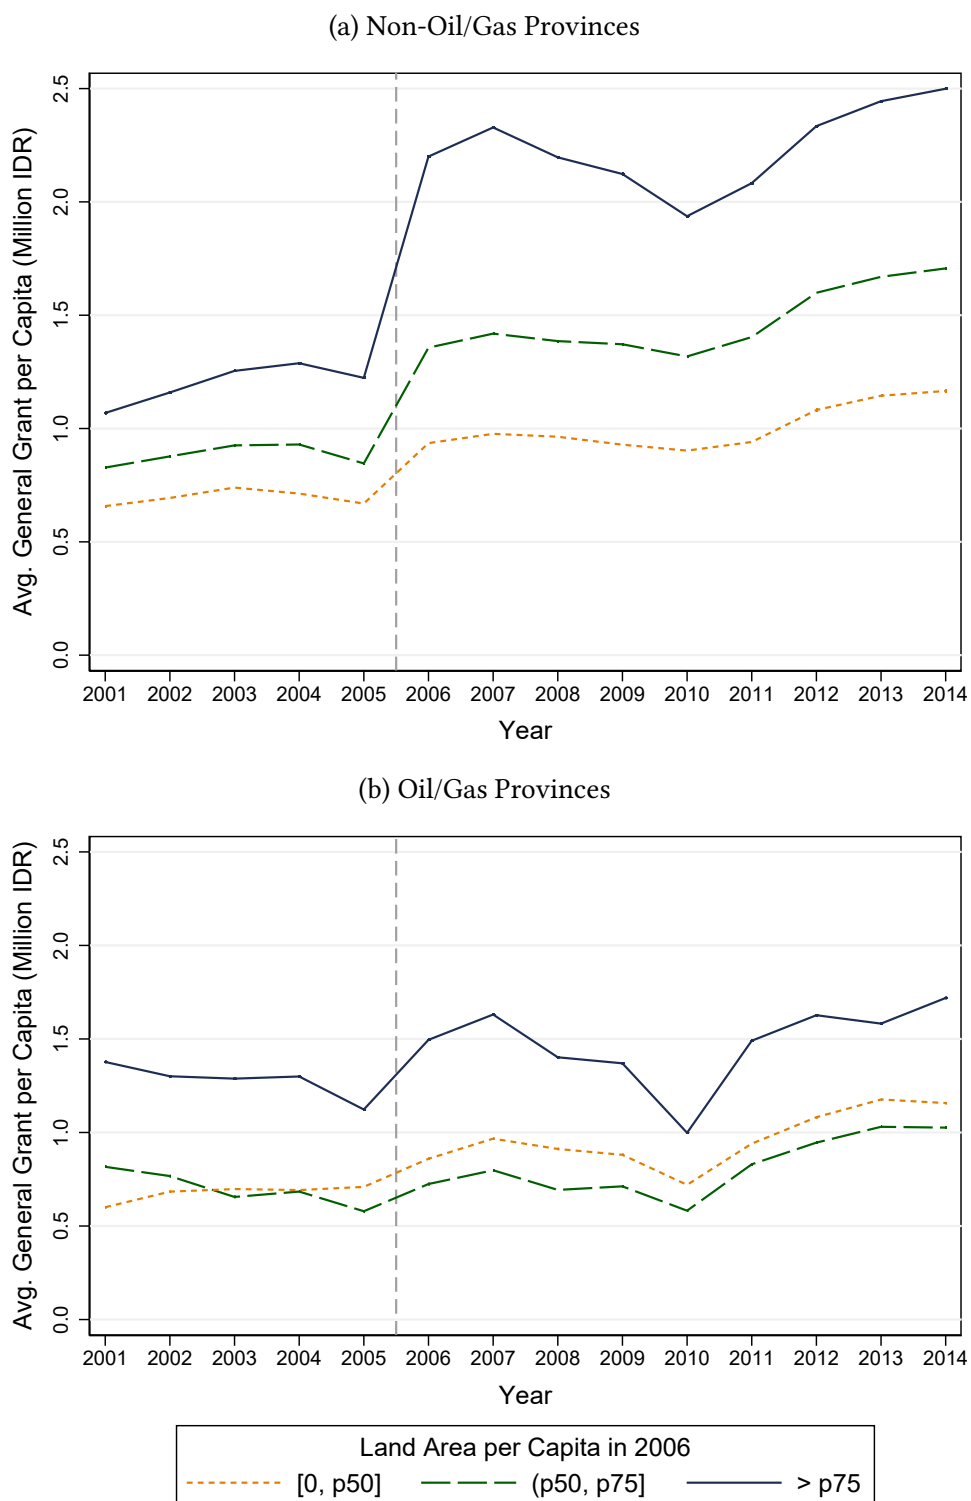 (a) Non-Oil/Gas Provinces
Avg. General Grant per Capita (Million IDR)
2.5
2.0
1.5
1.0
0.5
0.0
2001 2002 2003 2004 2005 2006 2007 2008 2009 2010 2011 2012 2013 2014
Year
(b) Oil/Gas Provinces
Avg. General Grant per Capita (Million IDR)
2.5
2.0
1.5
1.0
0.5
0.0
2001 2002 2003 2004 2005 2006 2007 2008 2009 2010 2011 2012 2013 2014
Year
Land Area per Capita in 2006
[0, p50] (p50, p75] > p75